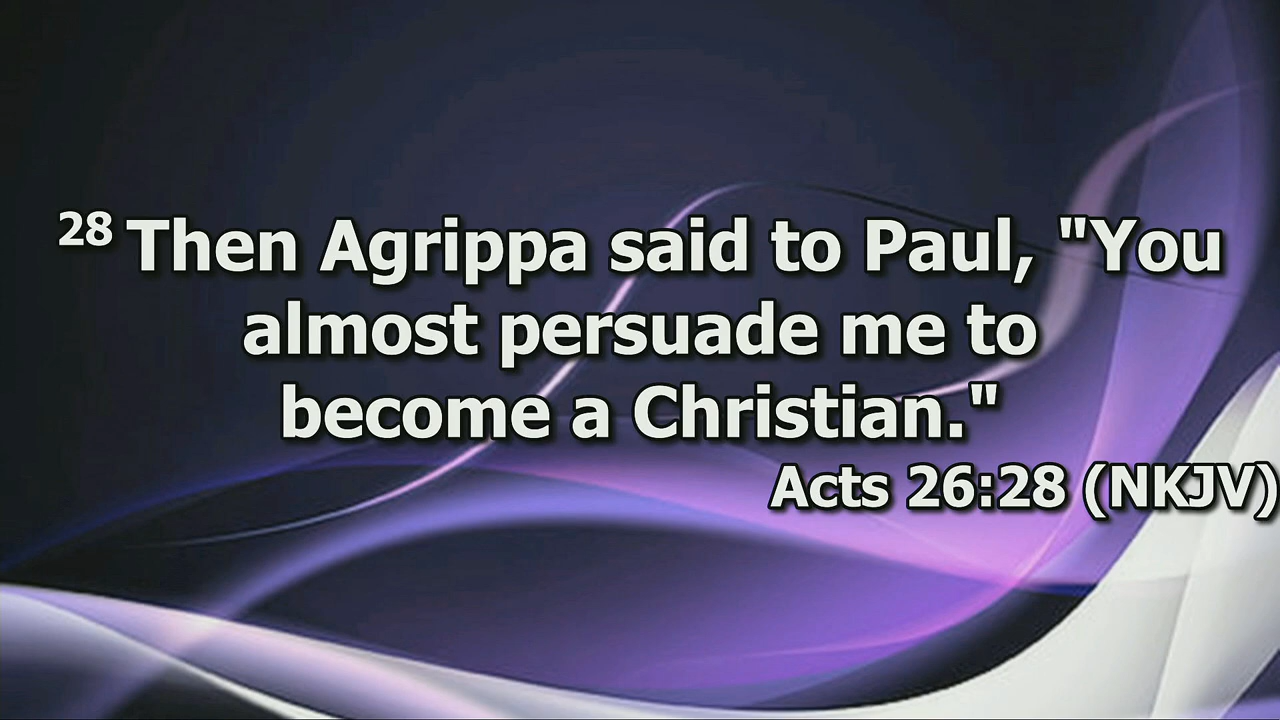 28 Then Agrippa said to Paul, "You
almost persuade me to
become a Christian."
Acts 26:28 (NKJV)